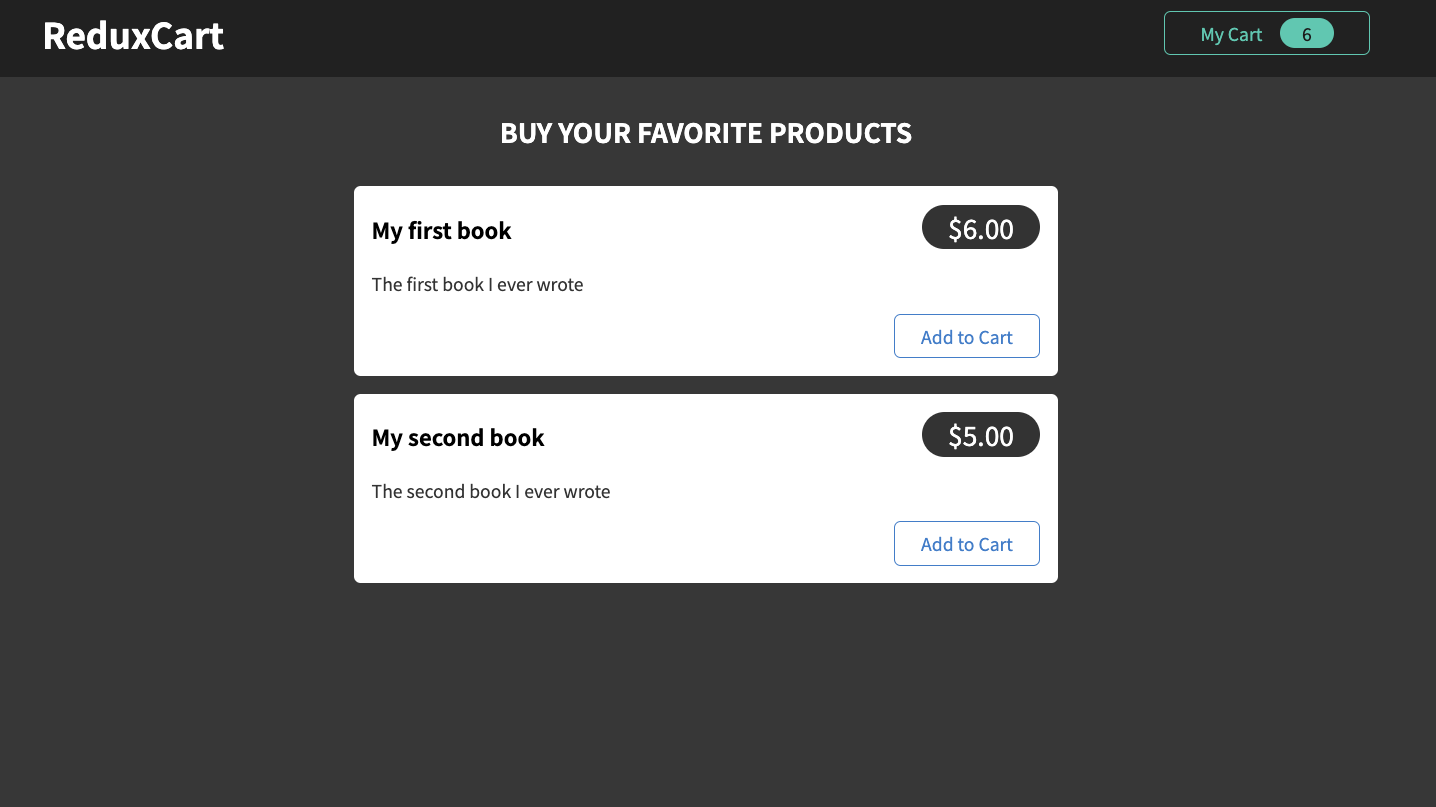 ReduxCart
My Cart 6
BUY YOUR FAVORITE PRODUCTS
My first book
$6.00
The first book I ever wrote
Add to Cart
My second book
$5.00
The second book I ever wrote
Add to Cart